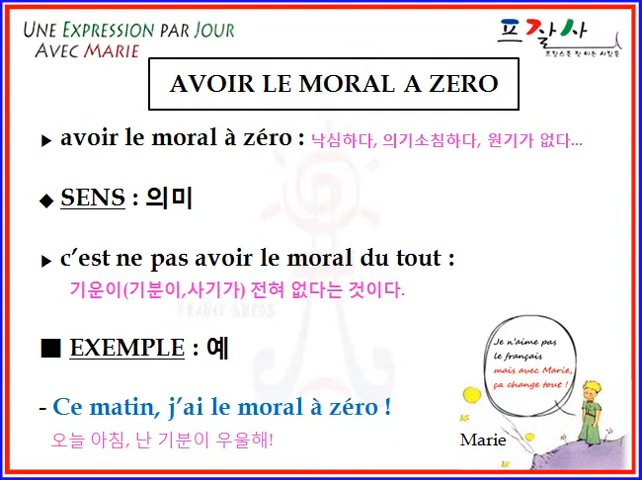 UNE EXPRESSION PAR JOUR
AVEC MARIE
프잘사
프랑스를 잘 아는 사람들
AVOIR LE MORAL A ZERO
▶ avoir le moral à zéro : 낙심하다, 의기소침하다, 원기가 없다...
◆ SENS : 의미
▶ c’est ne pas avoir le moral du tout :
기운이(기분이,사기가) 전혀 없다는 것이다.
■ EXEMPLE : 예
- Ce matin, j’ai le moral à zéro !
오늘 아침, 난 기분이 우울해!
Je n'aime pas
le français
mais avec Marie,
ça change tout !
Marie